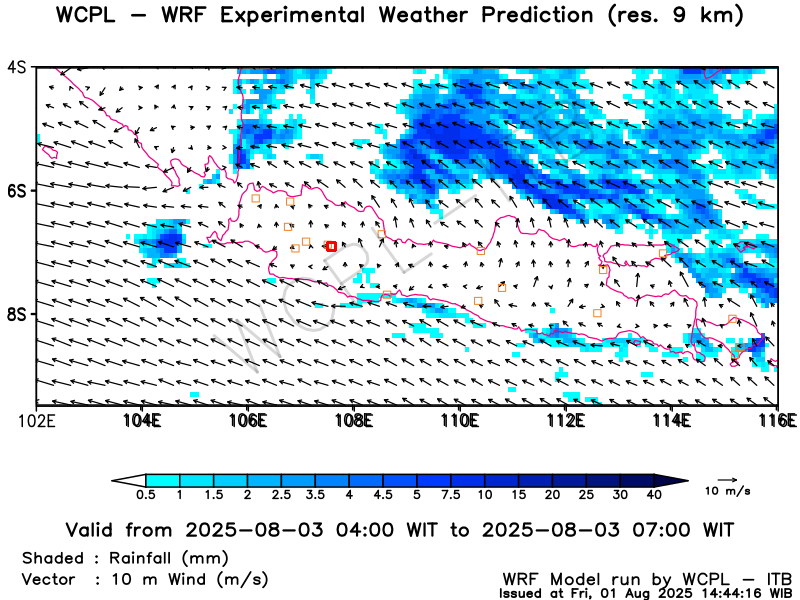 WCPL – WRF Experimental Weather Prediction (res. 9 km)
4S
6S
8S
102E 104E 106E 108E 110E 112E 114E 116E
WCPL-ITB
0.5 1 1.5 2 2.5 3.5 4 4.5 5 7.5 10 15 20 25 30 40
10 m/s
Valid from 2025-08-03 04:00 WIT to 2025-08-03 07:00 WIT
Shaded : Rainfall (mm)
Vector : 10 m Wind (m/s)
WRF Model run by WCPL – ITB
Issued at Fri, 01 Aug 2025 14:44:16 WIB